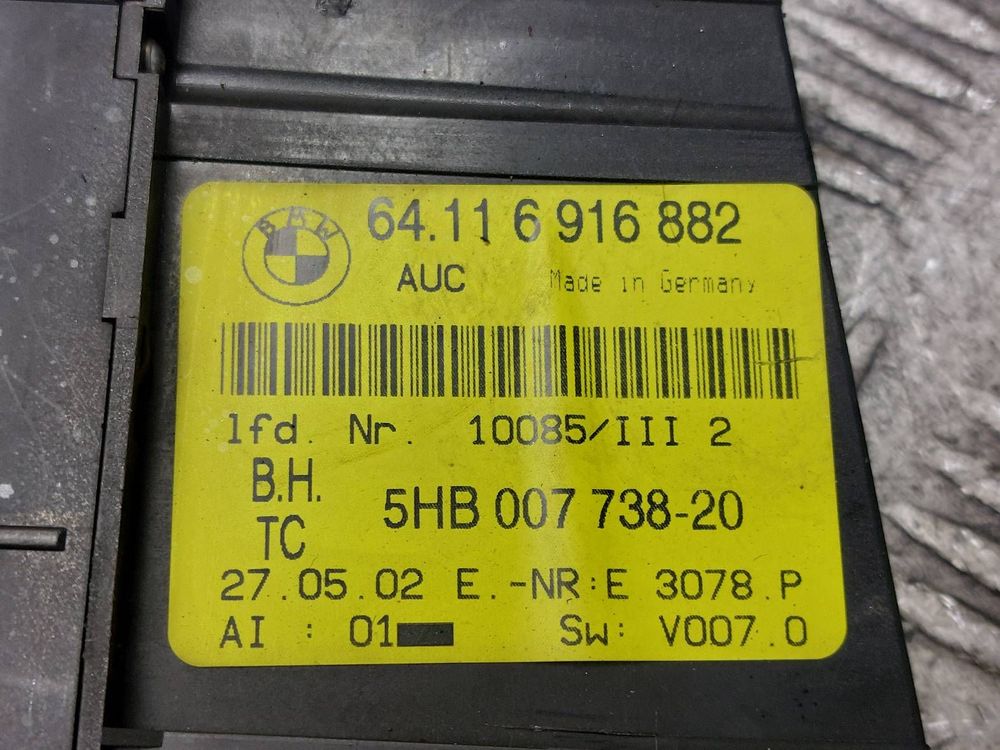 BMW
64.11 6 916 882
AUC Made in Germany
lfd. Nr. 10085/III 2
B.H.
TC
5HB 007 738-20
27.05.02 E.-NR:E 3078.P
AI : 01 Sw: V007.0